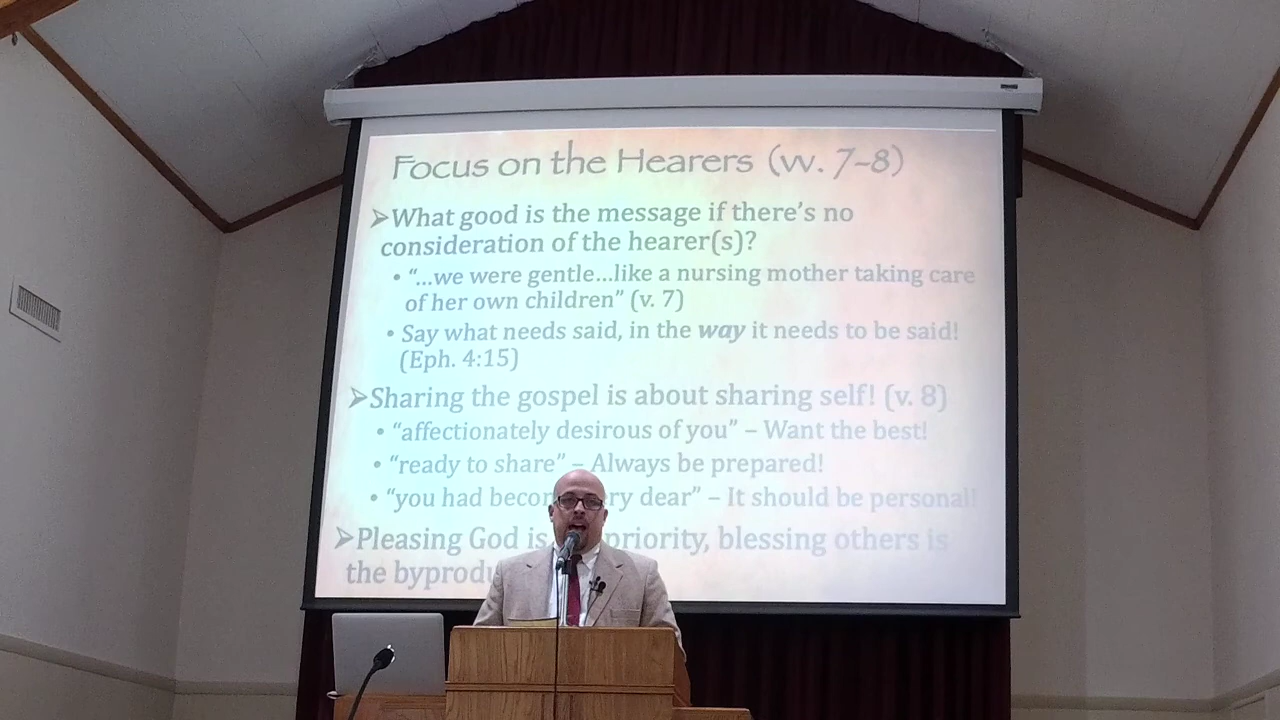 Focus on the Hearers (vv. 7-8)
➢What good is the message if there's no
consideration of the hearer(s)?
• "...we were gentle...like a nursing mother taking care
of her own children" (v. 7)
• Say what needs said, in the way it needs to be said!
(Eph. 4:15)
➢Sharing the gospel is about sharing self! (v. 8)
• "affectionately desirous of you" – Want the best!
• "ready to share" – Always be prepared!
• "you had dear" – It should be personal!
➢Pleasing God is priority, blessing others is
the